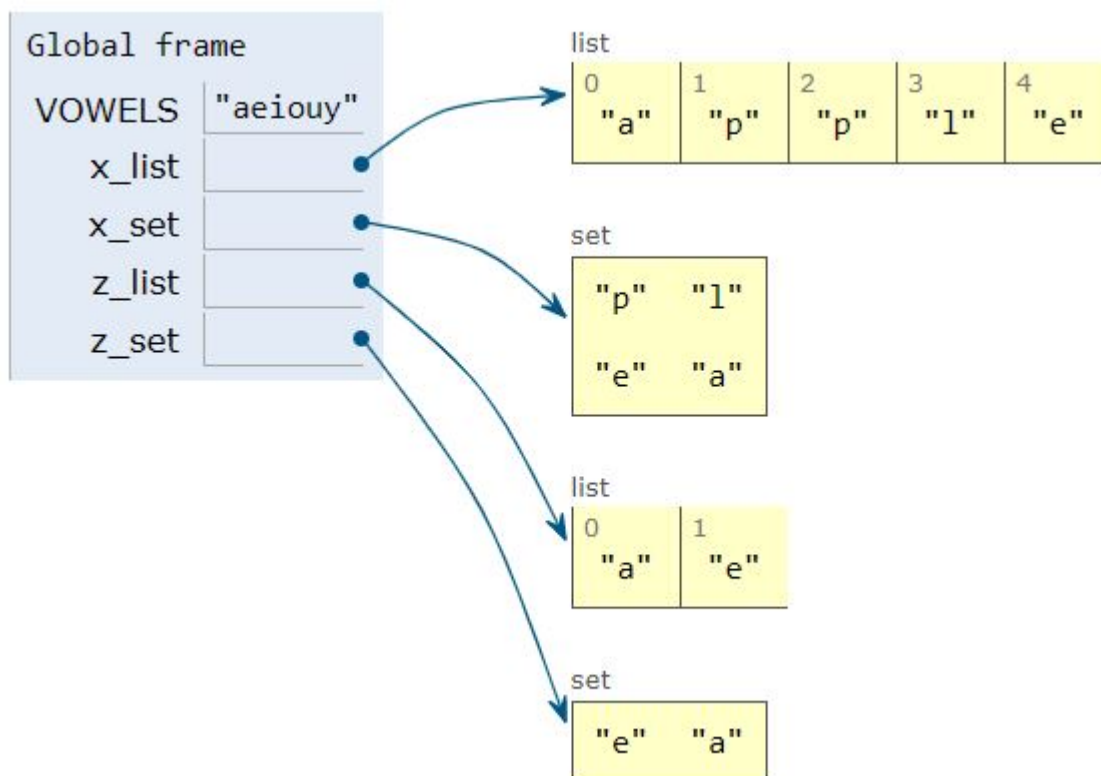 Global frame
VOWELS "aeiouy"
x_list
x_set
z_list
z_set
list
0 1 2 3 4
"a" "p" "p" "l" "e"
set
"p" "l"
"e" "a"
list
0 1
"a" "e"
set
"e" "a"